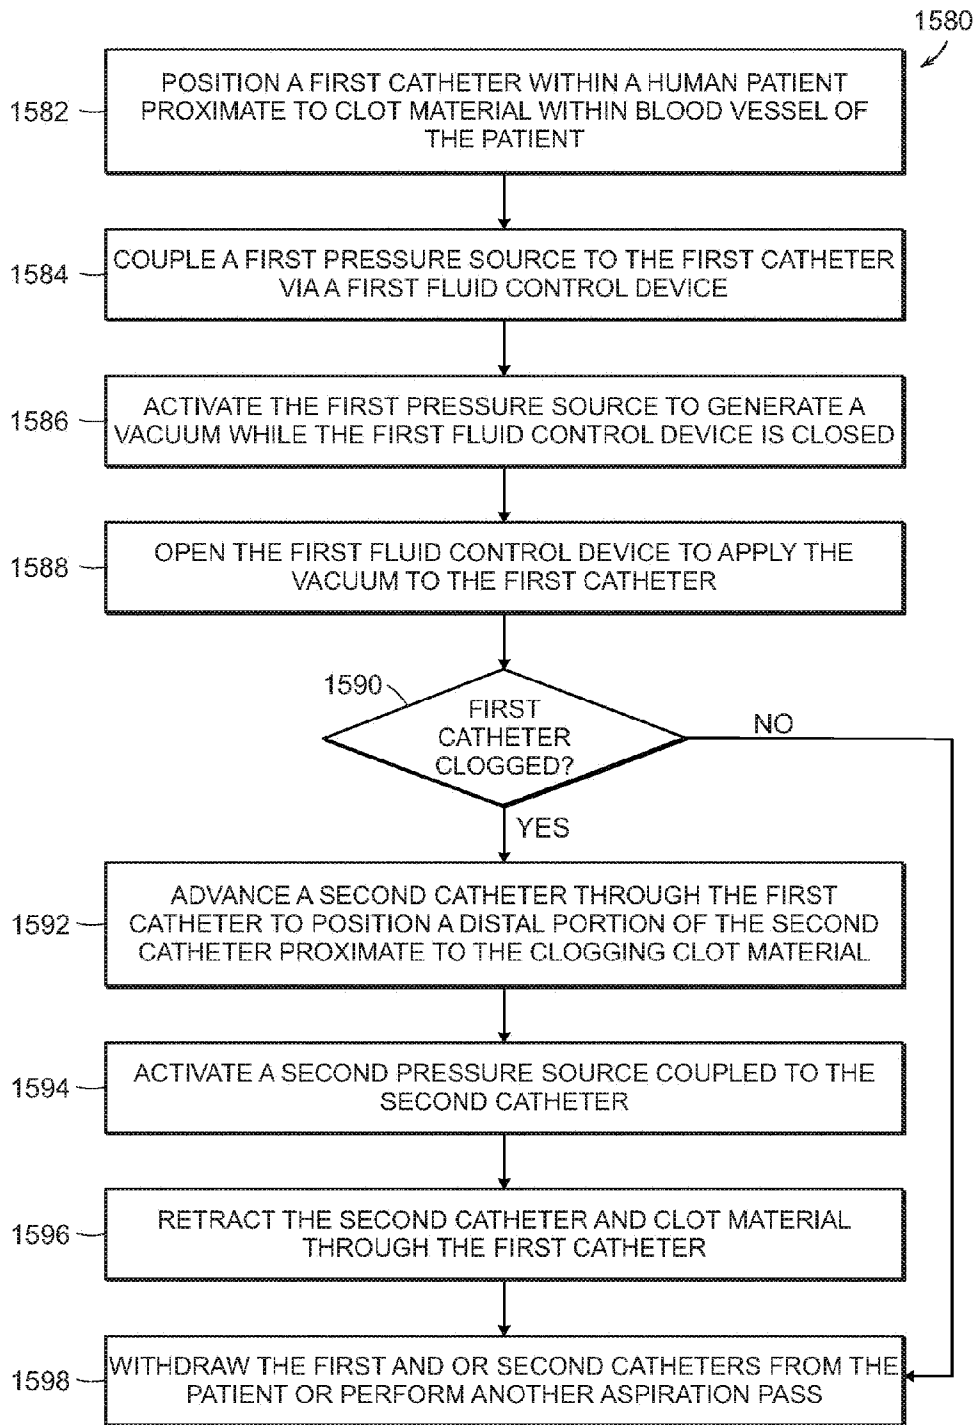 1580
1582
POSITION A FIRST CATHETER WITHIN A HUMAN PATIENT
PROXIMATE TO CLOT MATERIAL WITHIN BLOOD VESSEL OF
THE PATIENT
1584
COUPLE A FIRST PRESSURE SOURCE TO THE FIRST CATHETER
VIA A FIRST FLUID CONTROL DEVICE
1586
ACTIVATE THE FIRST PRESSURE SOURCE TO GENERATE A
VACUUM WHILE THE FIRST FLUID CONTROL DEVICE IS CLOSED
1588
OPEN THE FIRST FLUID CONTROL DEVICE TO APPLY THE
VACUUM TO THE FIRST CATHETER
1590
FIRST
CATHETER
CLOGGED?
NO
YES
1592
ADVANCE A SECOND CATHETER THROUGH THE FIRST
CATHETER TO POSITION A DISTAL PORTION OF THE SECOND
CATHETER PROXIMATE TO THE CLOGGING CLOT MATERIAL
1594
ACTIVATE A SECOND PRESSURE SOURCE COUPLED TO THE
SECOND CATHETER
1596
RETRACT THE SECOND CATHETER AND CLOT MATERIAL
THROUGH THE FIRST CATHETER
1598
WITHDRAW THE FIRST AND OR SECOND CATHETERS FROM THE
PATIENT OR PERFORM ANOTHER ASPIRATION PASS